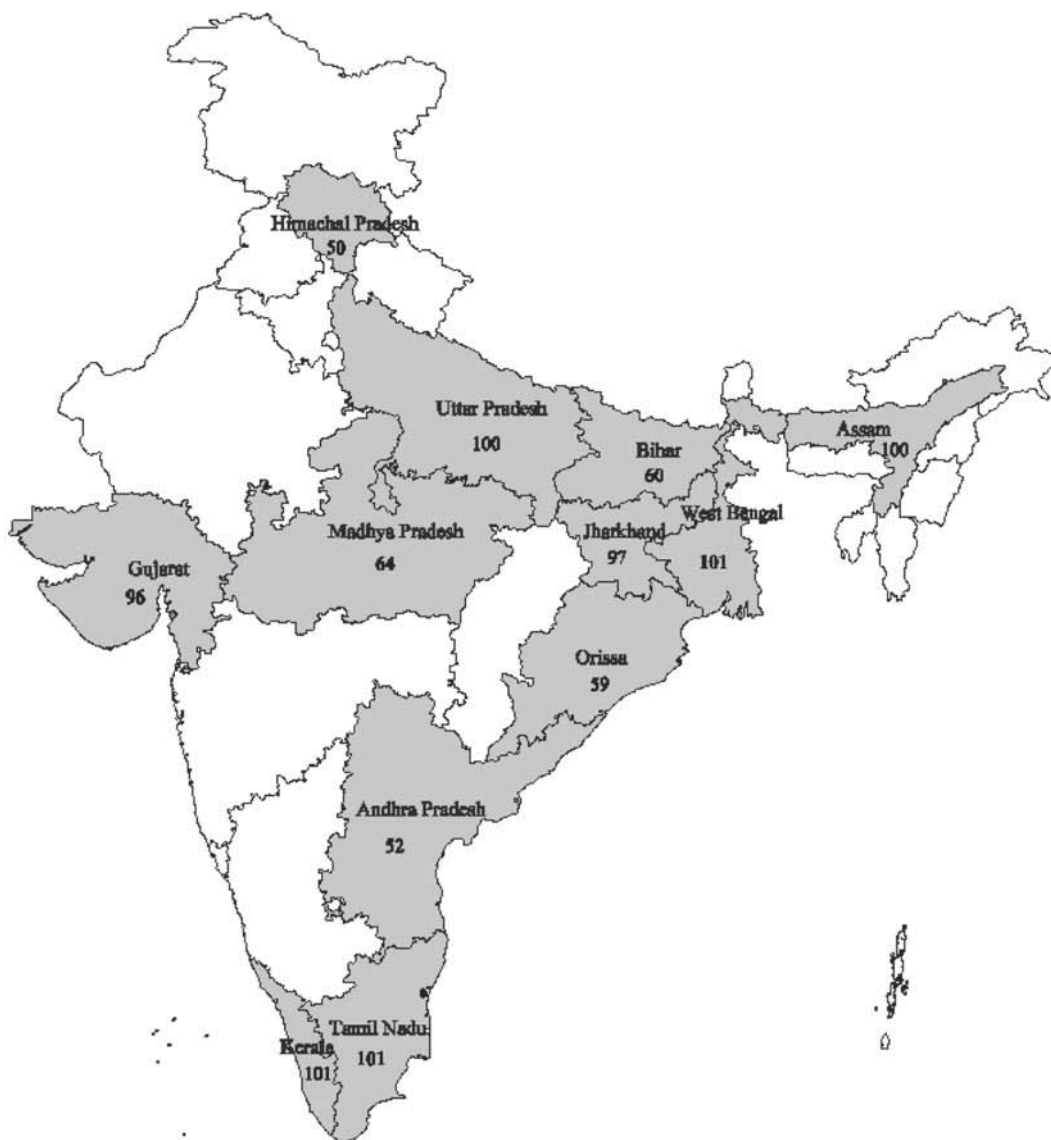 Himachal Pradesh
50
Uttar Pradesh
100
Bihar
60
Assam
100
Madhya Pradesh
64
Jharkhand
97
West Bengal
101
Gujarat
96
Orissa
59
Andhra Pradesh
52
Tamil Nadu
101
Kerala
101